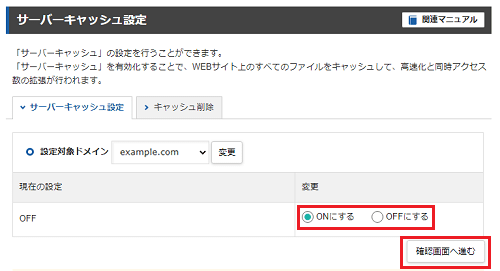 サーバーキャッシュ設定
関連マニュアル
「サーバーキャッシュ」の設定を行うことができます。
「サーバーキャッシュ」を有効化することで、WEBサイト上のすべてのファイルをキャッシュして、高速化と同時アクセス
数の拡張が行われます。
サーバーキャッシュ設定 キャッシュ削除
設定対象ドメイン example.com 変更
現在の設定 変更
OFF ONにする OFFにする
確認画面へ進む